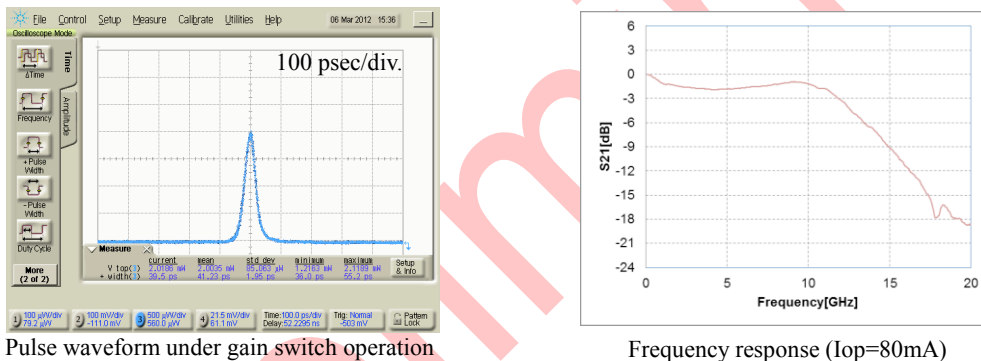 File Control Setup Measure Calibrate Utilities Help 06 Mar 2012 15:36
Oscilloscope Mode
100 psec/div.
Time
Amplitude
ΔTime
Frequency
+ Pulse
Width
- Pulse
Width
Duty Cycle
More
(2 of 2)
Measure
current mean std dev minimum maximum
V top(3) 2.0186 mW 2.0035 mW 85.063 µW 1.2163 mW 2.1189 mW
+ width(3) 39.5 ps 41.23 ps 1.95 ps 36.0 ps 55.2 ps
Setup
& Info
1) 100 µW/div 79.2 µW
2) 100 mW/div -111.0 mV
3) 500 µW/div 560.0 µW
4) 21.5 mV/div 61.1 mV
Time:100.0 ps/div
Delay:52.2295 ns
Trig: Normal
-503 mV
Pattern
Lock
Pulse waveform under gain switch operation
6
3
0
-3
-6
-9
-12
-15
-18
-21
-24
S21[dB]
0 5 10 15 20
Frequency[GHz]
Frequency response (Iop=80mA)